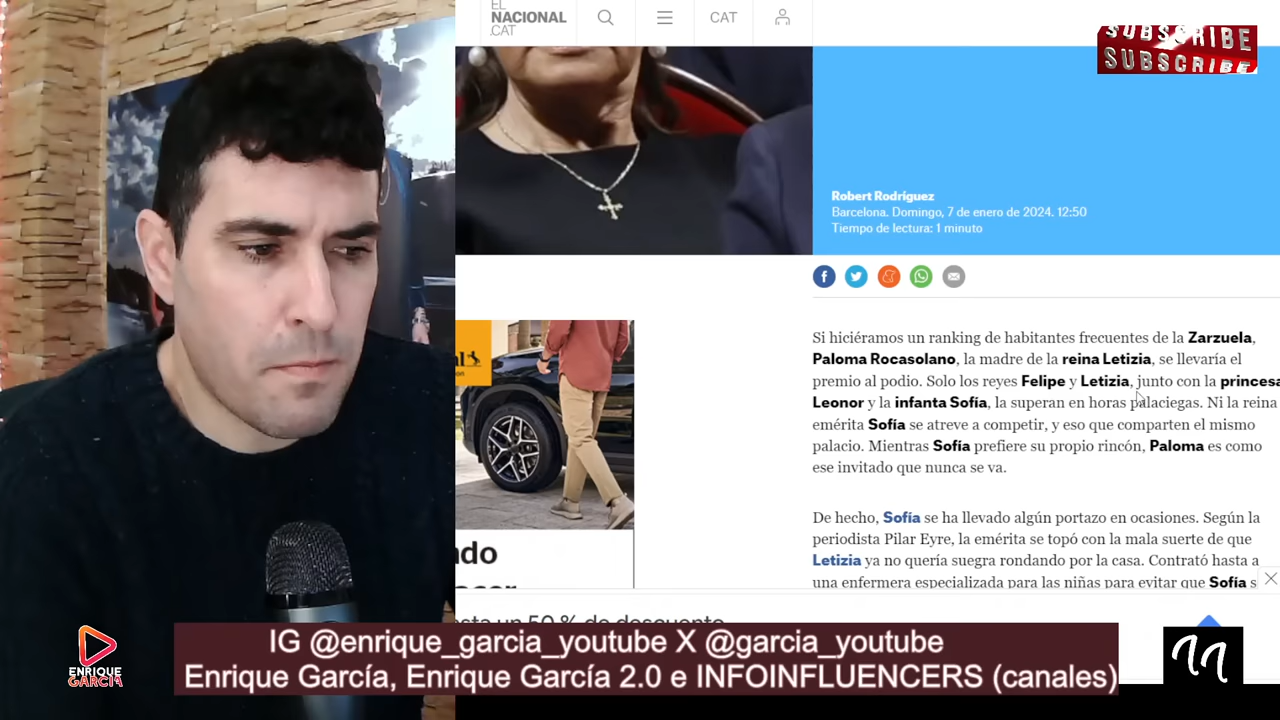 EL
NACIONAL
.CAT
CAT
SUBSCRIBE
SUBSCRIBE
Robert Rodríguez
Barcelona. Domingo, 7 de enero de 2024. 12:50
Tiempo de lectura: 1 minuto
Si hiciéramos un ranking de habitantes frecuentes de la Zarzuela,
Paloma Rocasolano, la madre de la reina Letizia, se llevaría el
premio al podio. Solo los reyes Felipe y Letizia, junto con la princesa
Leonor y la infanta Sofía, la superan en horas palaciegas. Ni la reina
emérita Sofía se atreve a competir, y eso que comparten el mismo
palacio. Mientras Sofía prefiere su propio rincón, Paloma es como
ese invitado que nunca se va.
De hecho, Sofía se ha llevado algún portazo en ocasiones. Según la
periodista Pilar Eyre, la emérita se topó con la mala suerte de que
Letizia ya no quería suegra rondando por la casa. Contrató hasta a
una enfermera especializada para las niñas para evitar que Sofía s
un 50 % de descuento
IG @enrique_garcia_youtube X @garcia_youtube
Enrique García, Enrique García 2.0 e INFOINFLUENCERS (canales)
ENRIQUE
GARCÍA